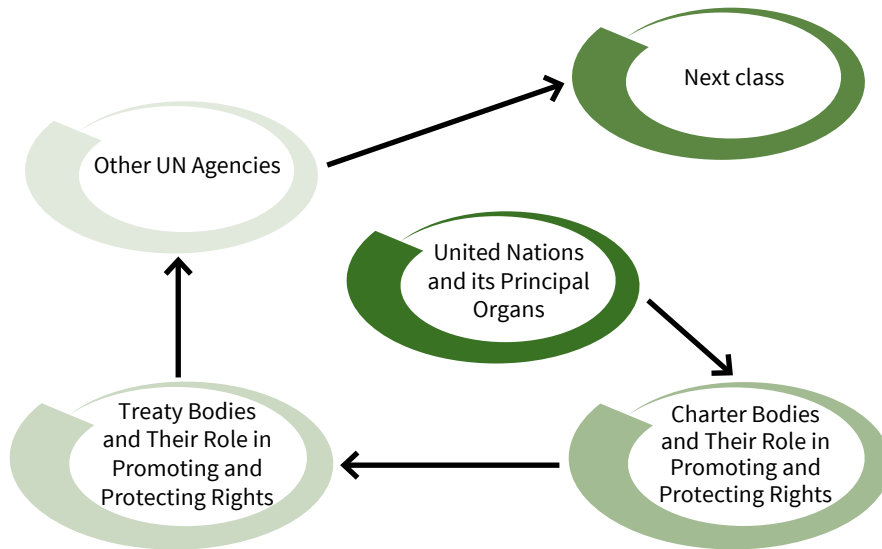 Next class
Other UN Agencies
United Nations
and its Principal
Organs
Treaty Bodies
and Their Role in
Promoting and
Protecting Rights
Charter Bodies
and Their Role in
Promoting and
Protecting Rights